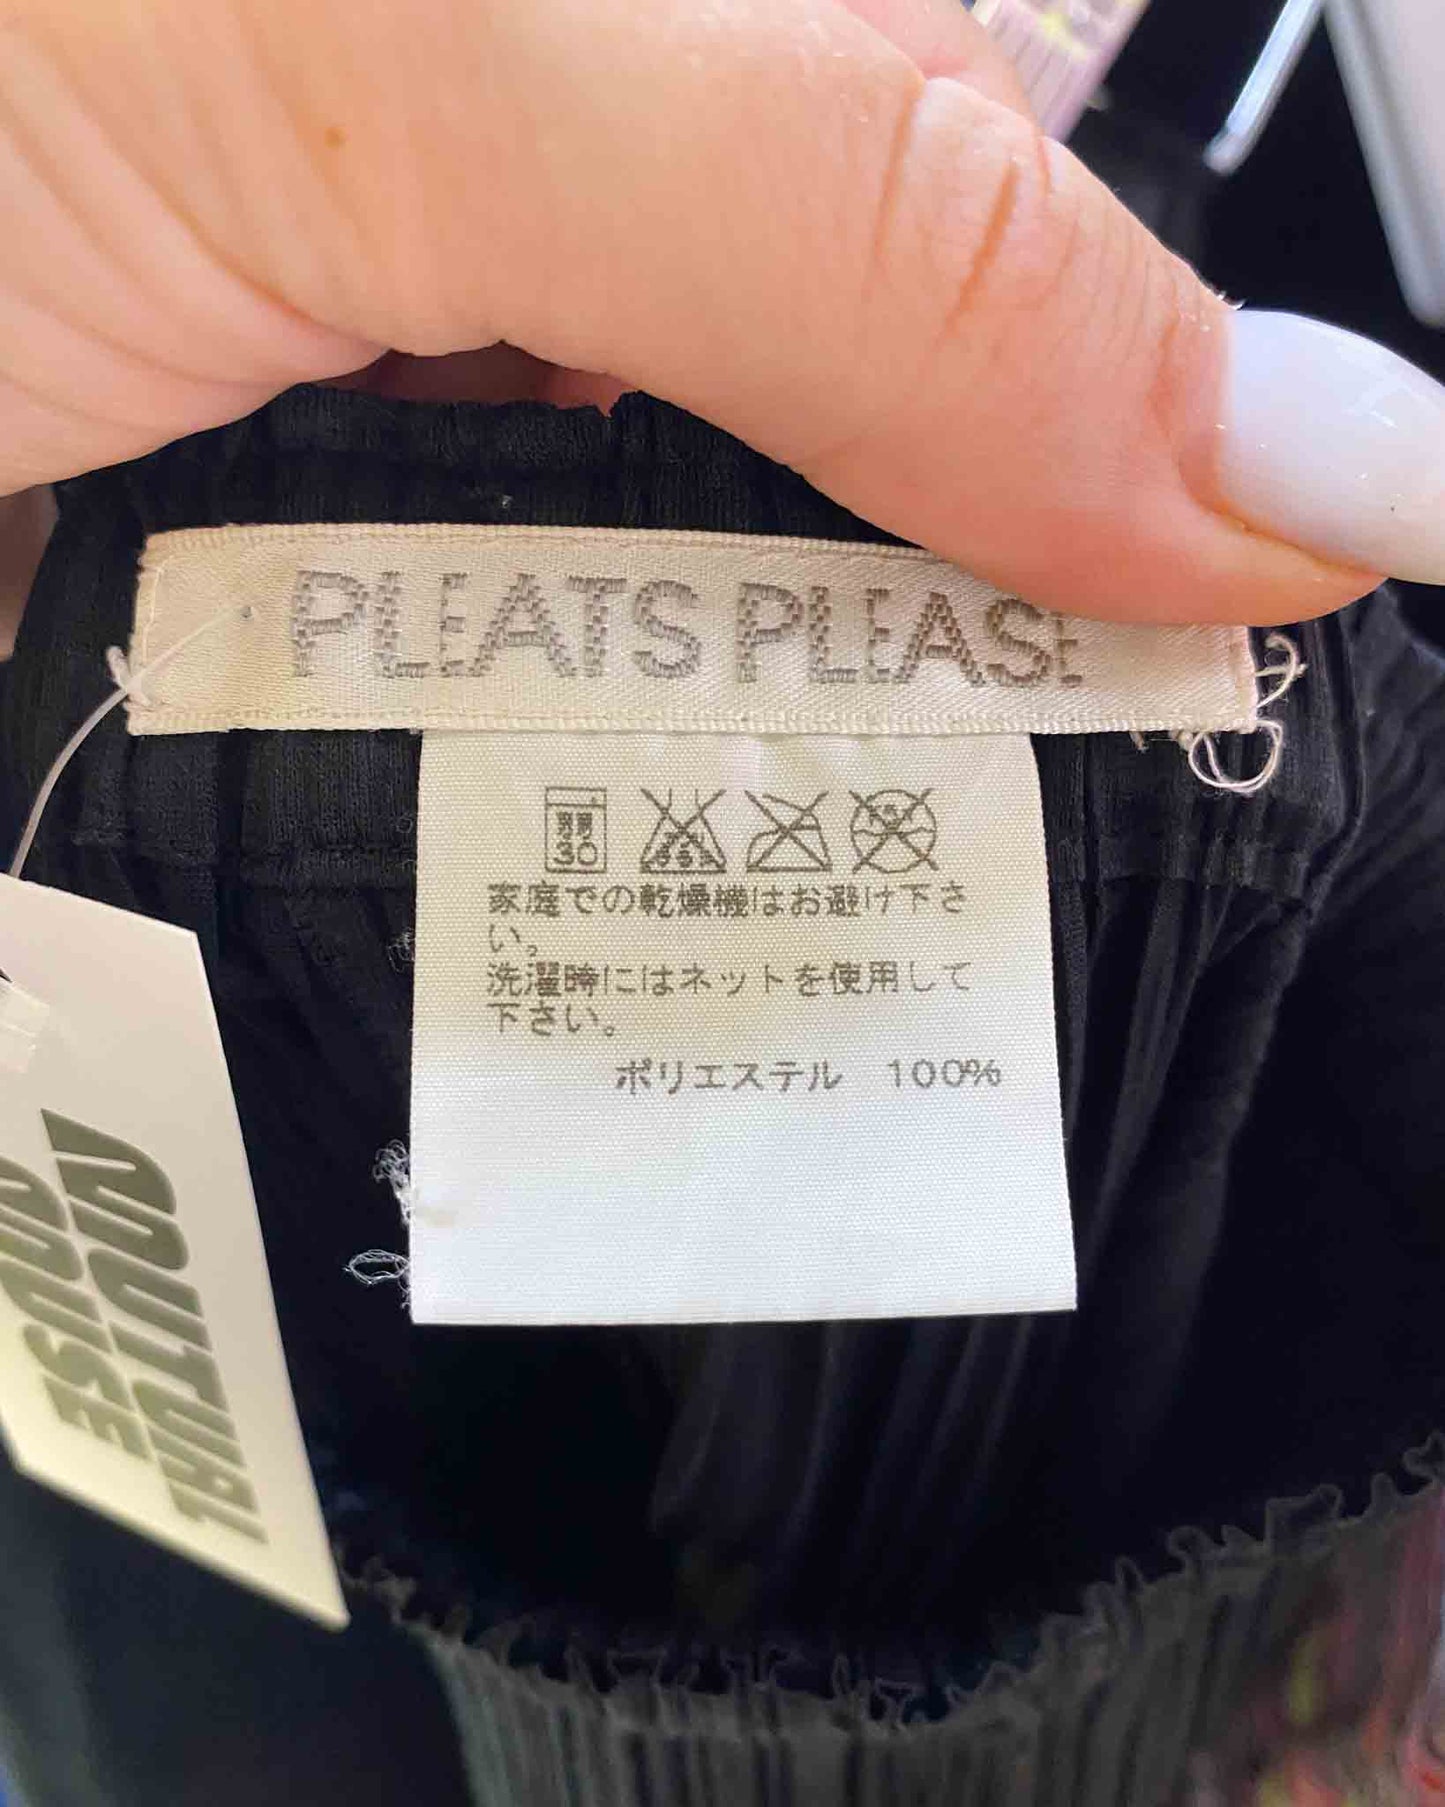 PLEATS PLEASE
30
家庭での乾燥機はお避け下さ
い。
洗濯時にはネットを使用して
下さい。
ポリエステル 100%
MUTUAL
MUSE